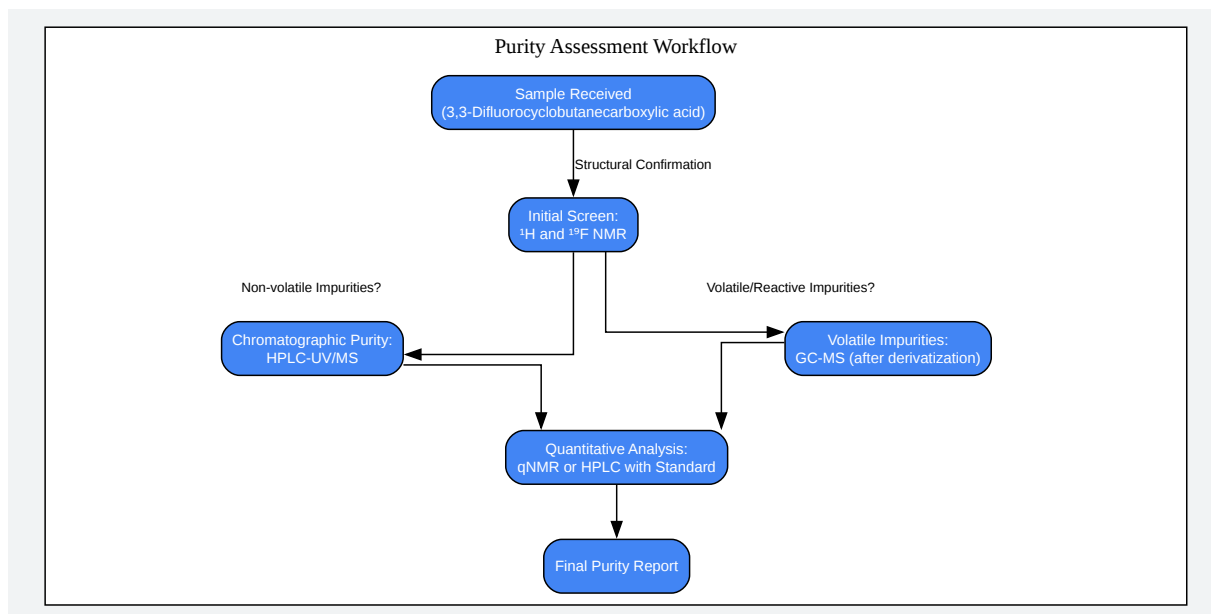 Purity Assessment Workflow
Sample Received
(3,3-Difluorocyclobutanecarboxylic acid)
Structural Confirmation
Initial Screen:
¹H and ¹⁹F NMR
Non-volatile Impurities?
Volatile/Reactive Impurities?
Chromatographic Purity:
HPLC-UV/MS
Volatile Impurities:
GC-MS (after derivatization)
Quantitative Analysis:
qNMR or HPLC with Standard
Final Purity Report